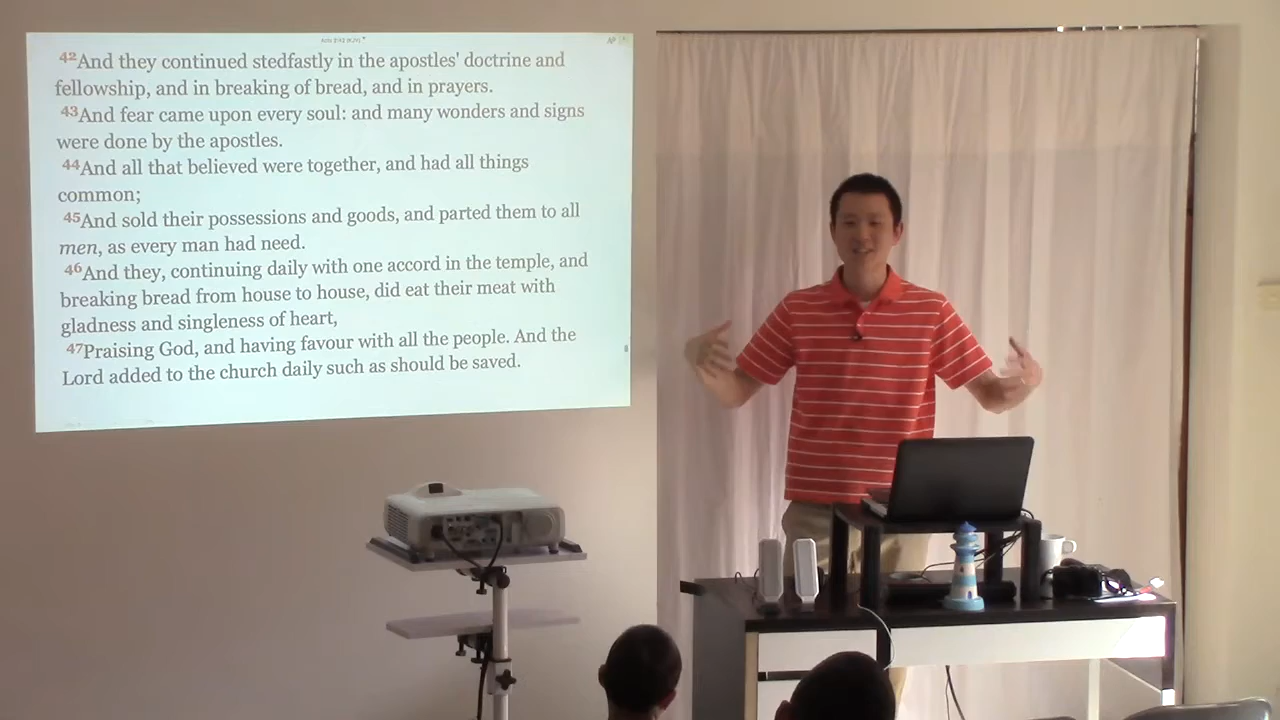 Acts 2:42 (KJV)
42And they continued stedfastly in the apostles' doctrine and
fellowship, and in breaking of bread, and in prayers.
43And fear came upon every soul: and many wonders and signs
were done by the apostles.
44And all that believed were together, and had all things
common;
45And sold their possessions and goods, and parted them to all
men, as every man had need.
46And they, continuing daily with one accord in the temple, and
breaking bread from house to house, did eat their meat with
gladness and singleness of heart,
47Praising God, and having favour with all the people. And the
Lord added to the church daily such as should be saved.